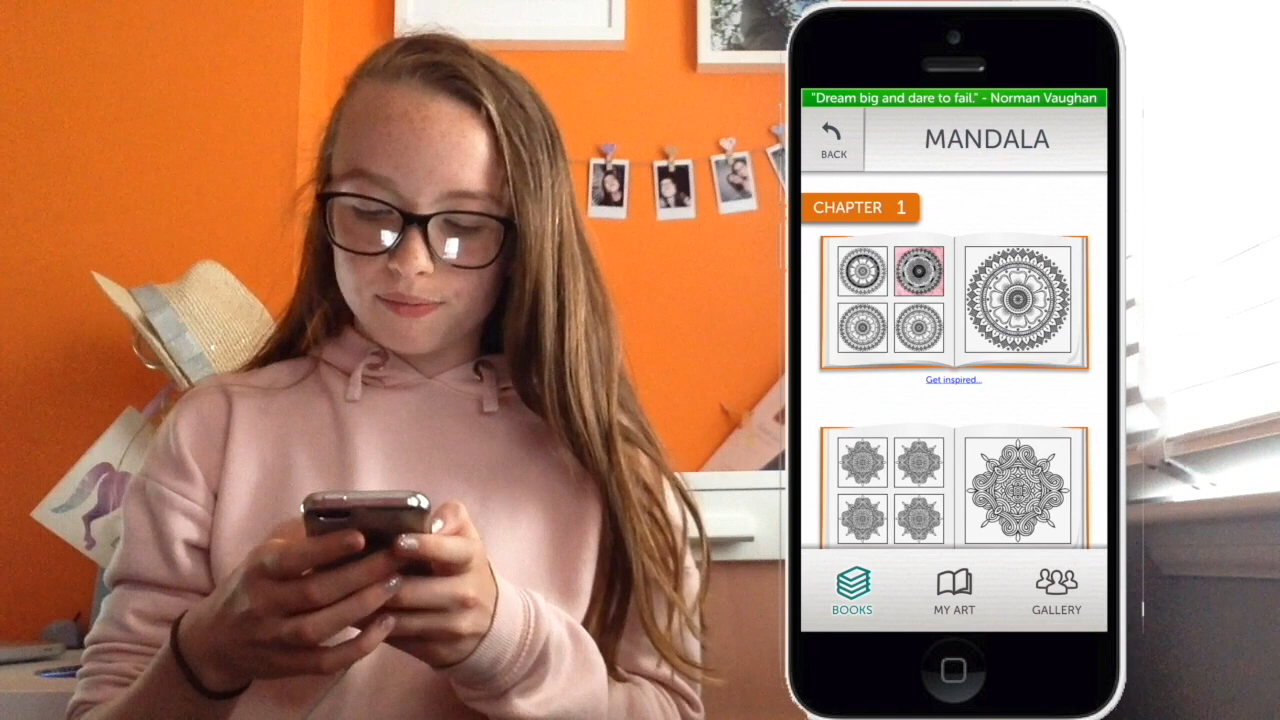 "Dream big and dare to fail." - Norman Vaughan
BACK
MANDALA
CHAPTER 1
Get inspired...
BOOKS
MY ART
GALLERY